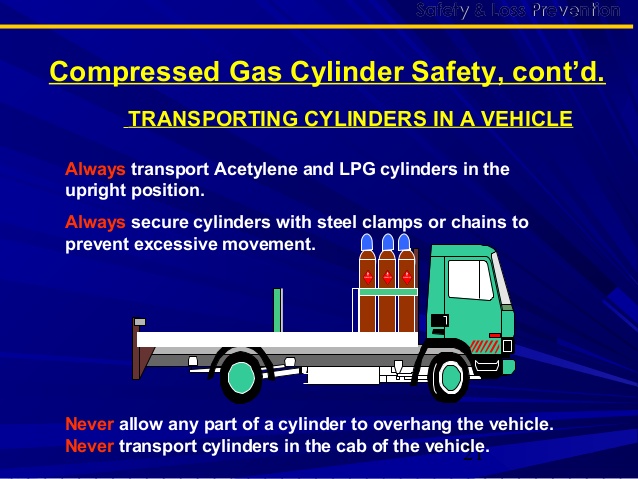 Safety & Loss Prevention
Compressed Gas Cylinder Safety, cont’d.
TRANSPORTING CYLINDERS IN A VEHICLE
Always transport Acetylene and LPG cylinders in the
upright position.
Always secure cylinders with steel clamps or chains to
prevent excessive movement.
Never allow any part of a cylinder to overhang the vehicle.
Never transport cylinders in the cab of the vehicle.